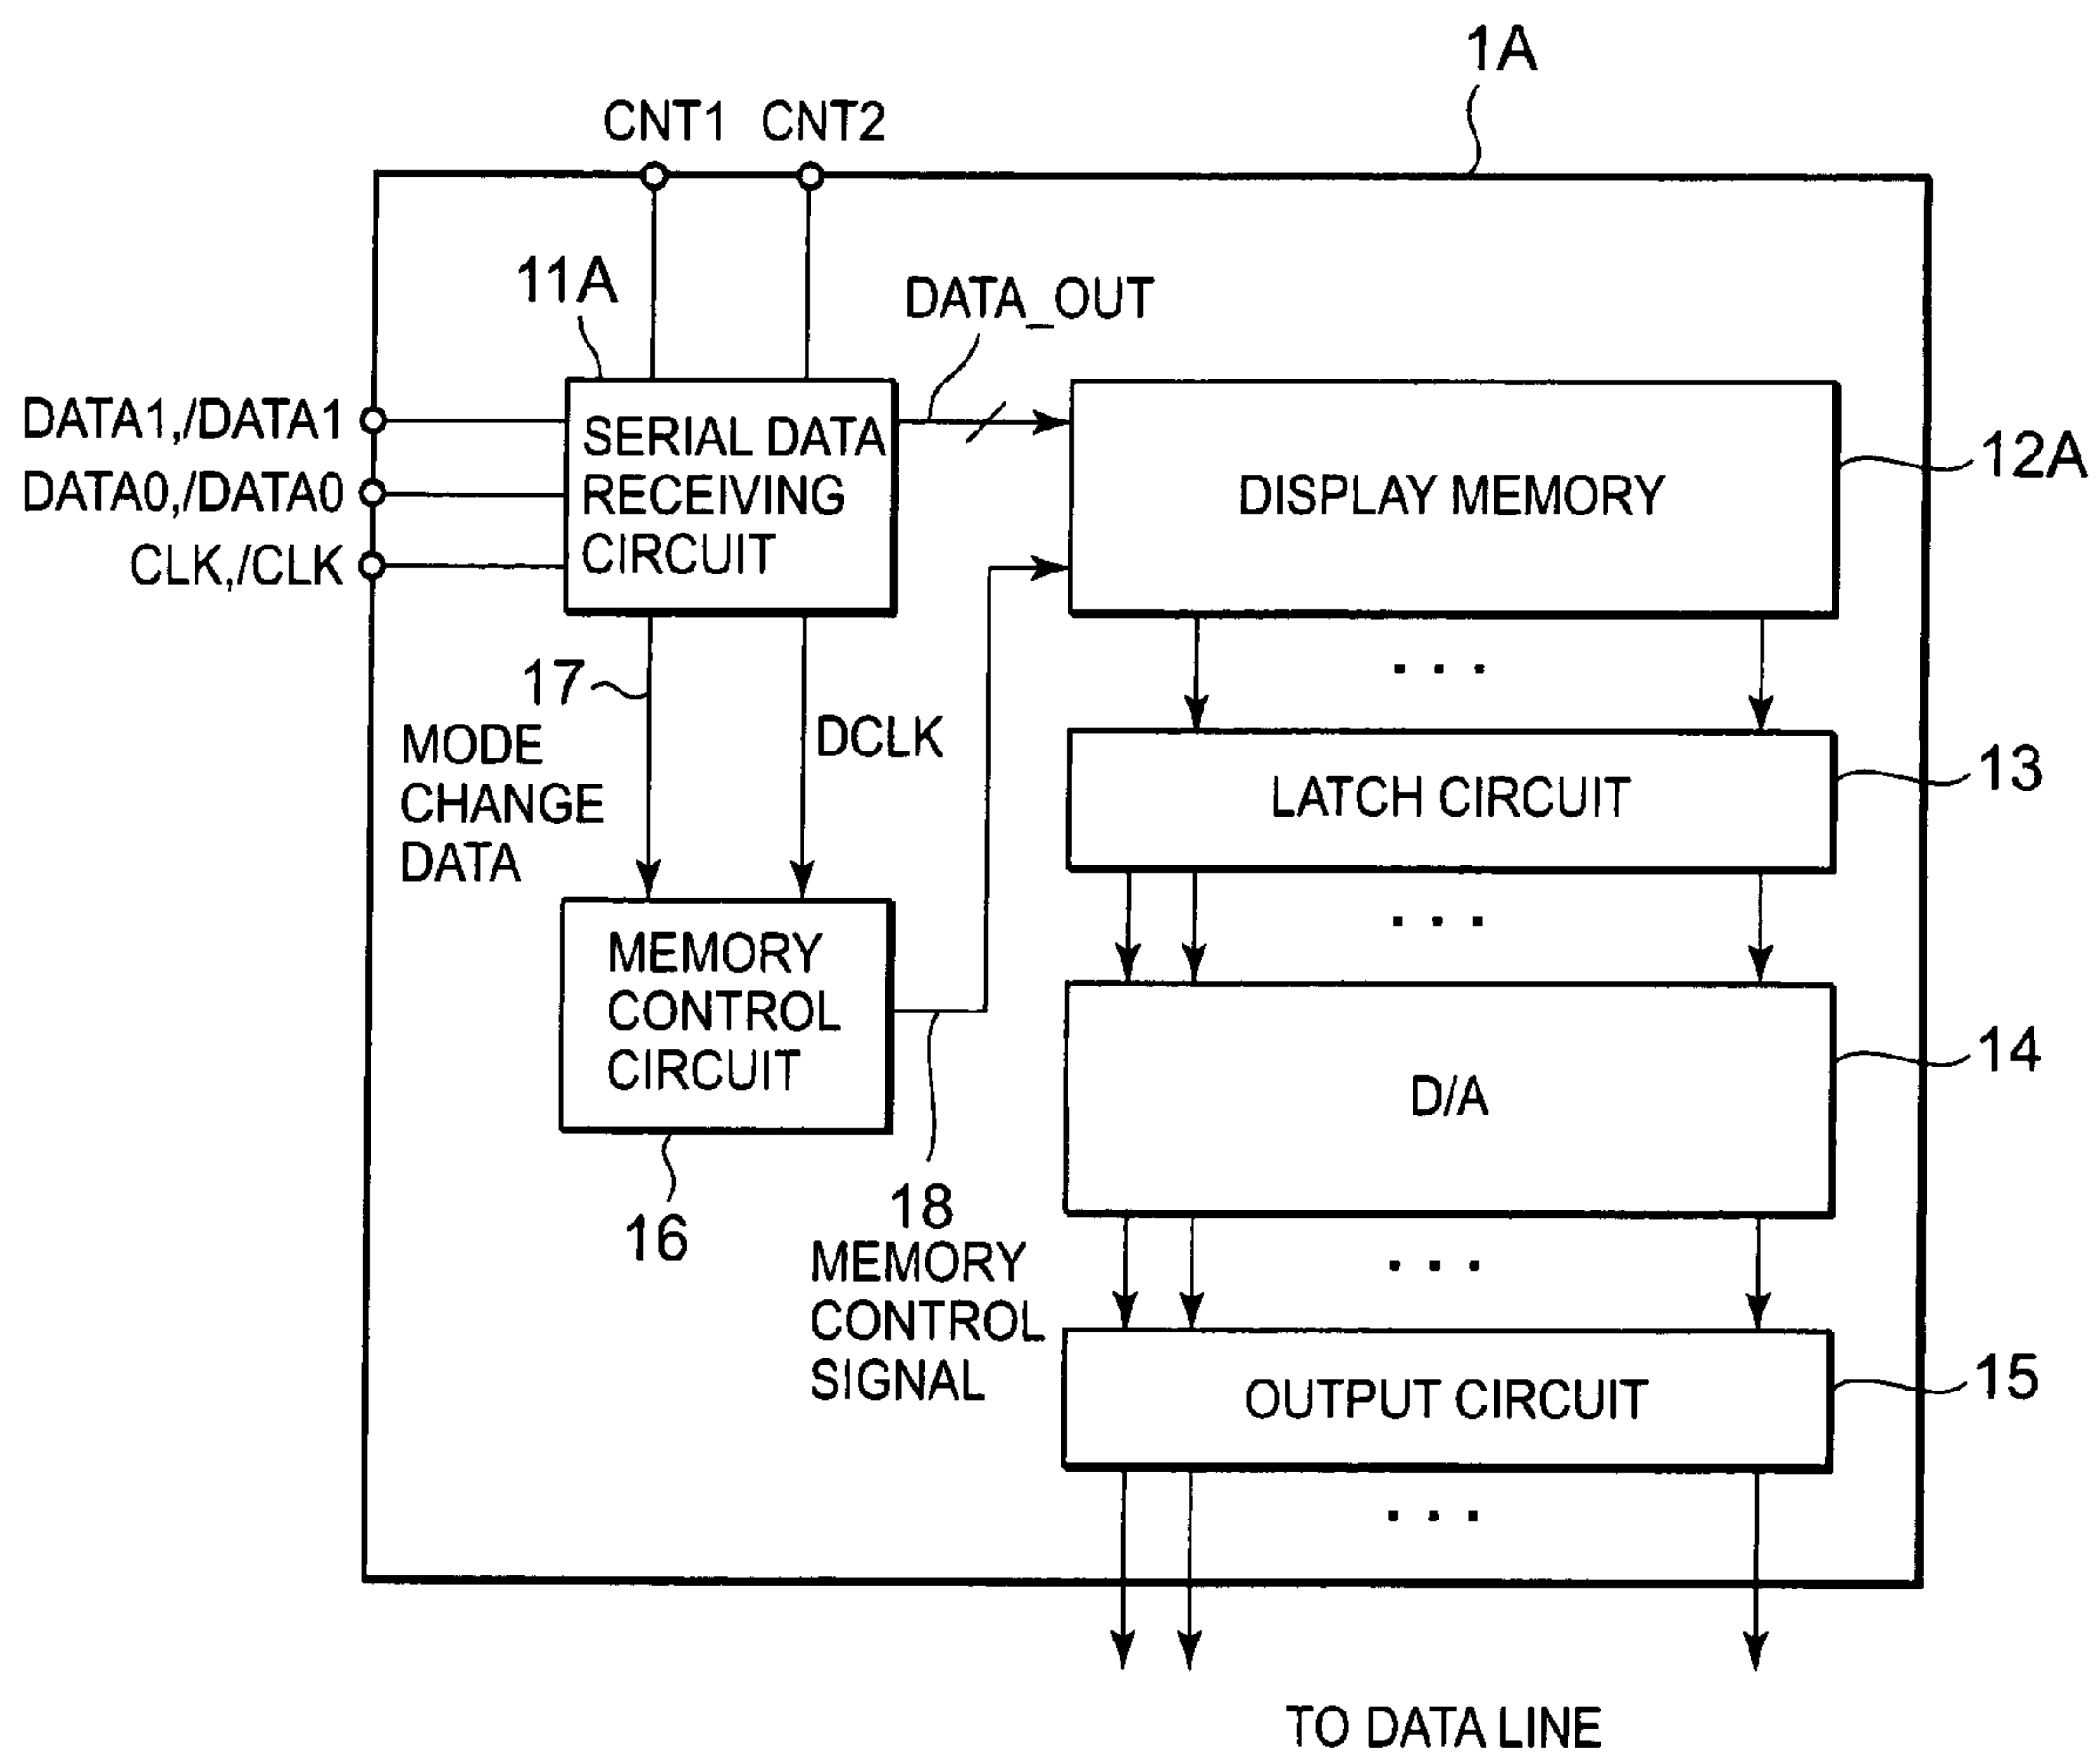 1A
CNT1
CNT2
11A
DATA_OUT
DATA1,/DATA1
DATA0,/DATA0
CLK,/CLK
SERIAL DATA
RECEIVING
CIRCUIT
DISPLAY MEMORY
12A
17
MODE
CHANGE
DATA
DCLK
LATCH CIRCUIT
13
MEMORY
CONTROL
CIRCUIT
16
18
MEMORY
CONTROL
SIGNAL
D/A
14
OUTPUT CIRCUIT
15
TO DATA LINE